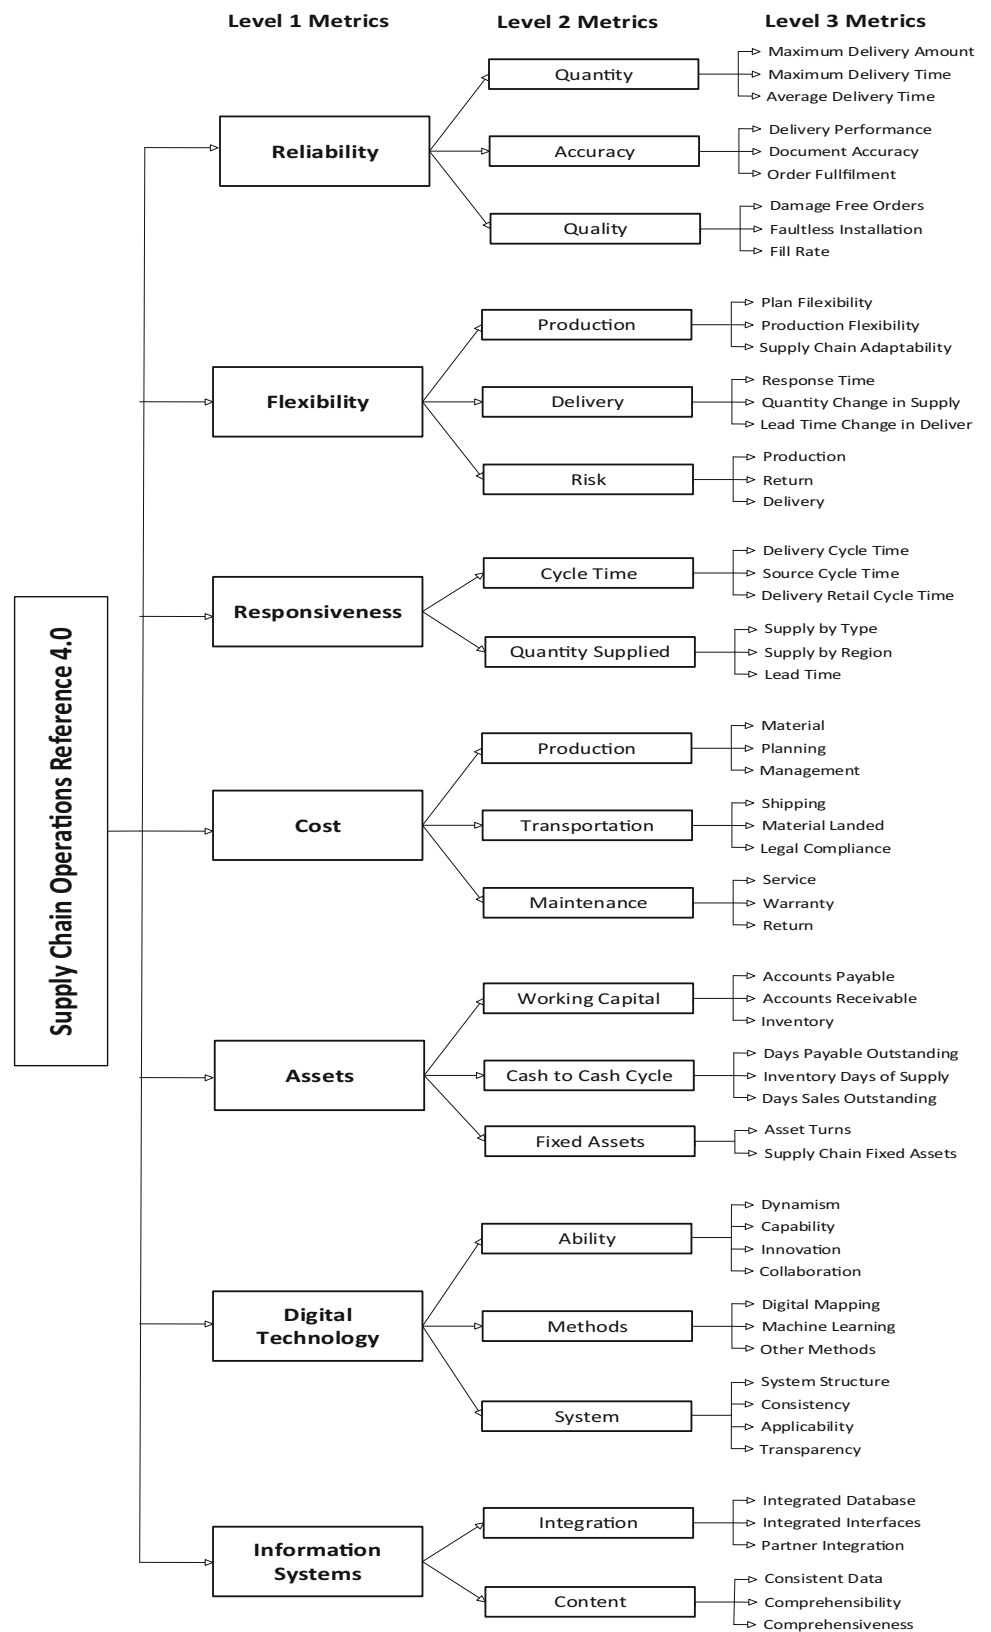 Level 1 Metrics
Level 2 Metrics
Level 3 Metrics
Supply Chain Operations Reference 4.0
Reliability
Quantity
Maximum Delivery Amount
Maximum Delivery Time
Average Delivery Time
Accuracy
Delivery Performance
Document Accuracy
Order Fullfilment
Quality
Damage Free Orders
Faultless Installation
Fill Rate
Flexibility
Production
Plan Filexibility
Production Flexibility
Supply Chain Adaptability
Delivery
Response Time
Quantity Change in Supply
Lead Time Change in Deliver
Risk
Production
Return
Delivery
Responsiveness
Cycle Time
Delivery Cycle Time
Source Cycle Time
Delivery Retail Cycle Time
Quantity Supplied
Supply by Type
Supply by Region
Lead Time
Cost
Production
Material
Planning
Management
Transportation
Shipping
Material Landed
Legal Compliance
Maintenance
Service
Warranty
Return
Assets
Working Capital
Accounts Payable
Accounts Receivable
Inventory
Cash to Cash Cycle
Days Payable Outstanding
Inventory Days of Supply
Days Sales Outstanding
Fixed Assets
Asset Turns
Supply Chain Fixed Assets
Digital
Technology
Ability
Dynamism
Capability
Innovation
Collaboration
Methods
Digital Mapping
Machine Learning
Other Methods
System
System Structure
Consistency
Applicability
Transparency
Information
Systems
Integration
Integrated Database
Integrated Interfaces
Partner Integration
Content
Consistent Data
Comprehensibility
Comprehensiveness